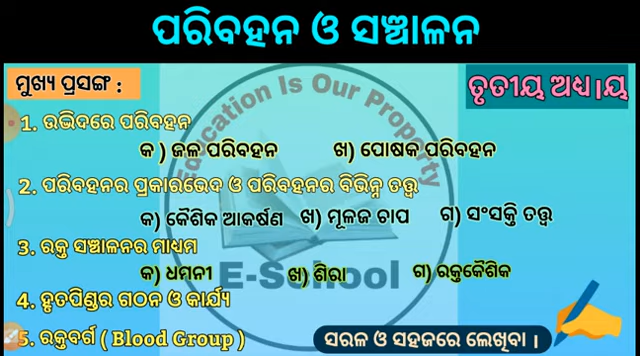 ପରିବହନ ଓ ସଞ୍ଚାଳନ
ମୁଖ୍ୟ ପ୍ରସଙ୍ଗ :
ତୃତୀୟ ଅଧ୍ୟାୟ
1. ଉଦ୍ଭିଦରେ ପରିବହନ
କ ) ଜଳ ପରିବହନ ଖ) ପୋଷକ ପରିବହନ
2. ପରିବହନର ପ୍ରକାରଭେଦ ଓ ପରିବହନର ବିଭିନ୍ନ ତତ୍ତ୍ୱ
କ) କୈଶିକ ଆକର୍ଷଣ ଖ) ମୂଳଜ ଚାପ ଗ) ସଂସକ୍ତି ତତ୍ତ୍ୱ
3. ରକ୍ତ ସଞ୍ଚାଳନର ମାଧ୍ୟମ
କ) ଧମନୀ ଖ) ଶିରା ଗ) ରକ୍ତକୈଶିକ
4. ହୃତପିଣ୍ଡର ଗଠନ ଓ କାର୍ଯ୍ୟ
5. ରକ୍ତବର୍ଗ ( Blood Group )
ସରଳ ଓ ସହଜରେ ଲେଖିବା ।
Education Is Our Property
E-School